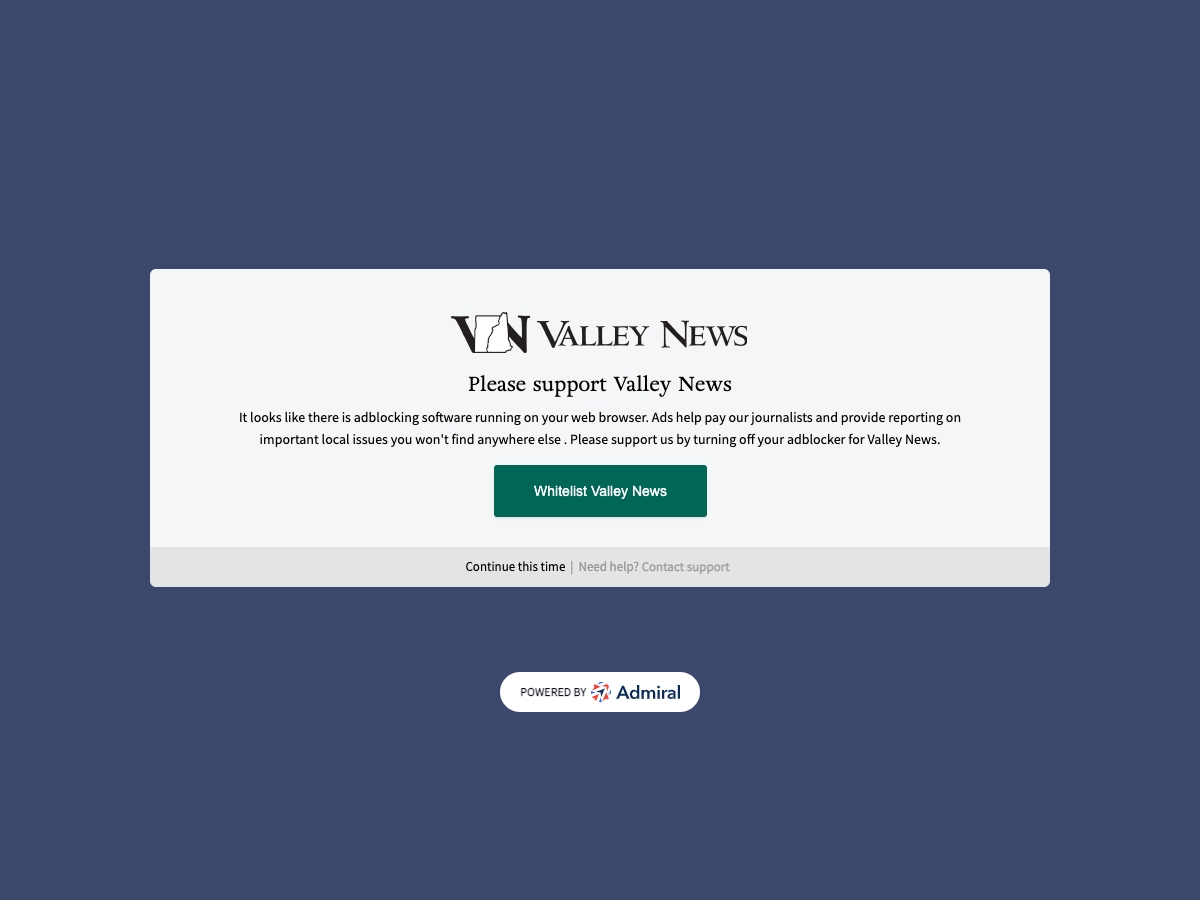 VN VALLEY NEWS
Please support Valley News
It looks like there is adblocking software running on your web browser. Ads help pay our journalists and provide reporting on
important local issues you won't find anywhere else . Please support us by turning off your adblocker for Valley News.
Whitelist Valley News
Continue this time | Need help? Contact support
POWERED BY Admiral